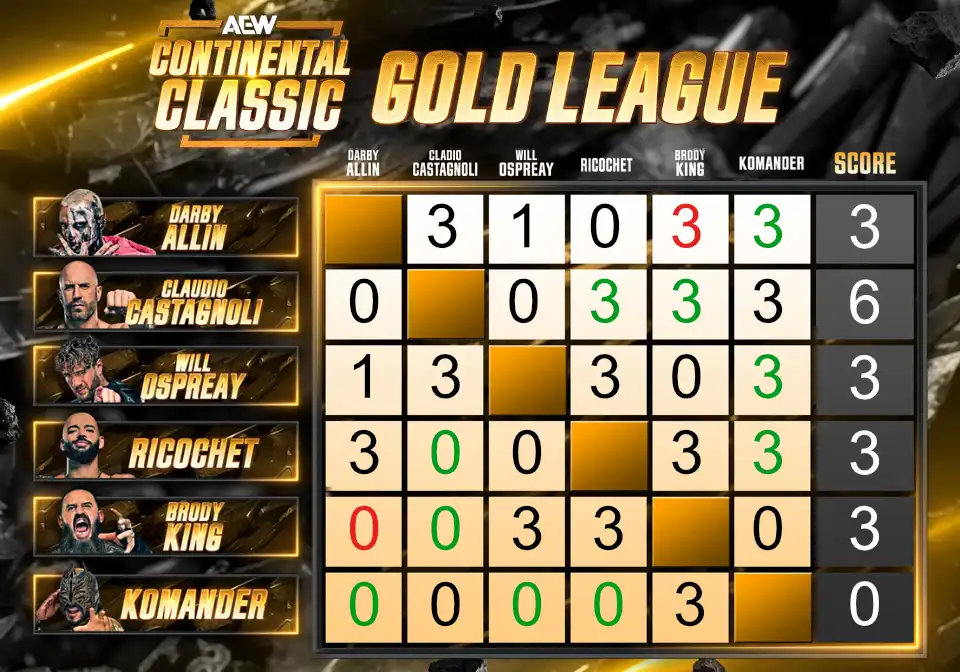 AEW
CONTINENTAL
CLASSIC
GOLD LEAGUE
DARBY
ALLIN
CLADIO
CASTAGNOLI
WILL
OSPREAY
RICOCHET
BRODY
KING
KOMANDER
SCORE
DARBY
ALLIN
3 1 0 3 3 3
CLAUDIO
CASTAGNOLI
0 0 3 3 3 6
WILL
OSPREAY
1 3 3 0 3 3
RICOCHET
3 0 0 3 3 3
BRODY
KING
0 0 3 3 0 3
KOMANDER
0 0 0 0 3 0